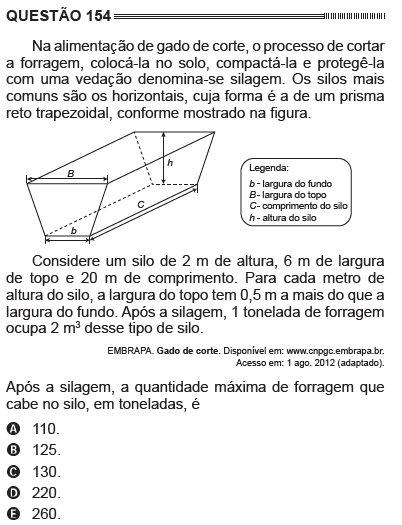 QUESTÃO 154
Na alimentação de gado de corte, o processo de cortar
a forragem, colocá-la no solo, compactá-la e protegê-la
com uma vedação denomina-se silagem. Os silos mais
comuns são os horizontais, cuja forma é a de um prisma
reto trapezoidal, conforme mostrado na figura.
B
h
C
b
Legenda:
b - largura do fundo
B - largura do topo
C - comprimento do silo
h - altura do silo
Considere um silo de 2 m de altura, 6 m de largura
de topo e 20 m de comprimento. Para cada metro de
altura do silo, a largura do topo tem 0,5 m a mais do que a
largura do fundo. Após a silagem, 1 tonelada de forragem
ocupa 2 m³ desse tipo de silo.
EMBRAPA. Gado de corte. Disponível em: www.cnpgc.embrapa.br.
Acesso em: 1 ago. 2012 (adaptado).
Após a silagem, a quantidade máxima de forragem que
cabe no silo, em toneladas, é
A 110.
B 125.
C 130.
D 220.
E 260.